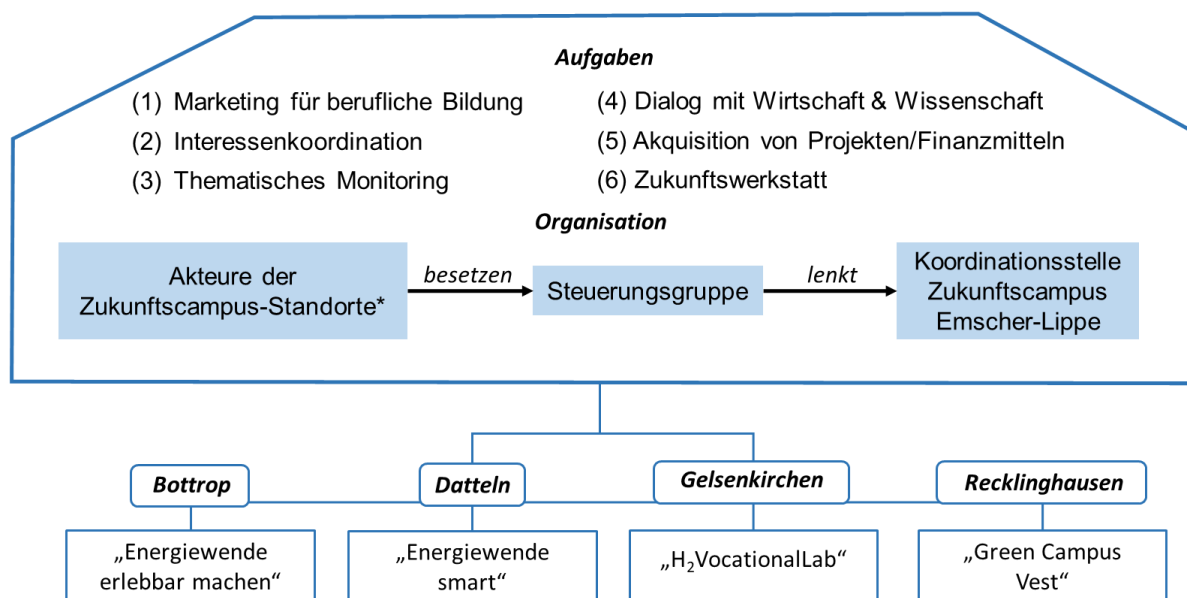 Aufgaben
(1) Marketing für berufliche Bildung
(2) Interessenkoordination
(3) Thematisches Monitoring
(4) Dialog mit Wirtschaft & Wissenschaft
(5) Akquisition von Projekten/Finanzmitteln
(6) Zukunftswerkstatt
Organisation
Akteure der
Zukunftscampus-Standorte*
besetzen
Steuerungsgruppe
lenkt
Koordinationsstelle
Zukunftscampus
Emscher-Lippe
Bottrop
„Energiewende
erlebbar machen“
Datteln
„Energiewende
smart“
Gelsenkirchen
„H₂VocationalLab“
Recklinghausen
„Green Campus
Vest“